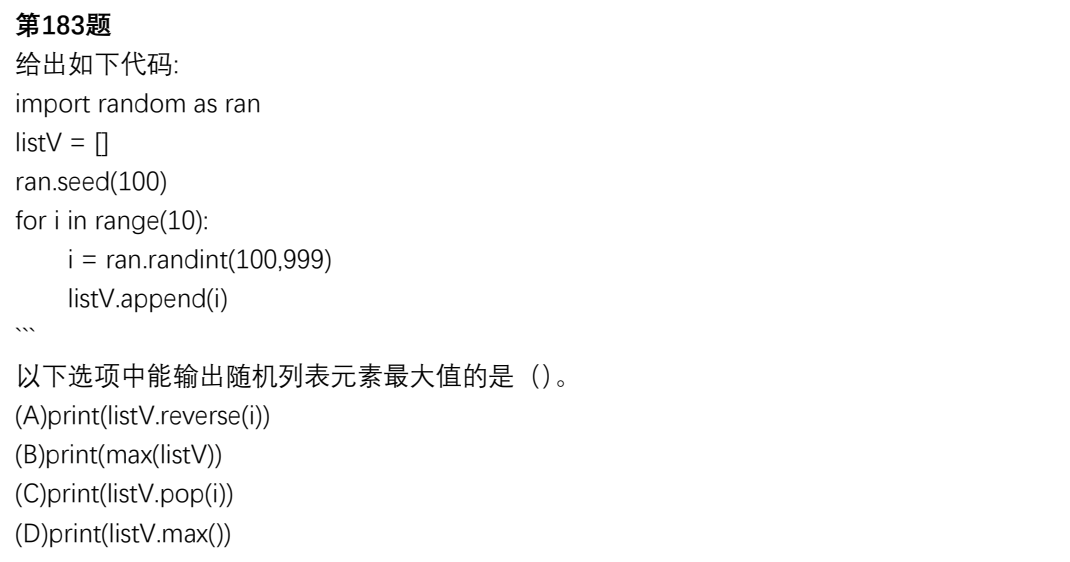 第183题
给出如下代码:
import random as ran
listV = []
ran.seed(100)
for i in range(10):
    i = ran.randint(100,999)
    listV.append(i)
```
以下选项中能输出随机列表元素最大值的是（）。
(A)print(listV.reverse(i))
(B)print(max(listV))
(C)print(listV.pop(i))
(D)print(listV.max())